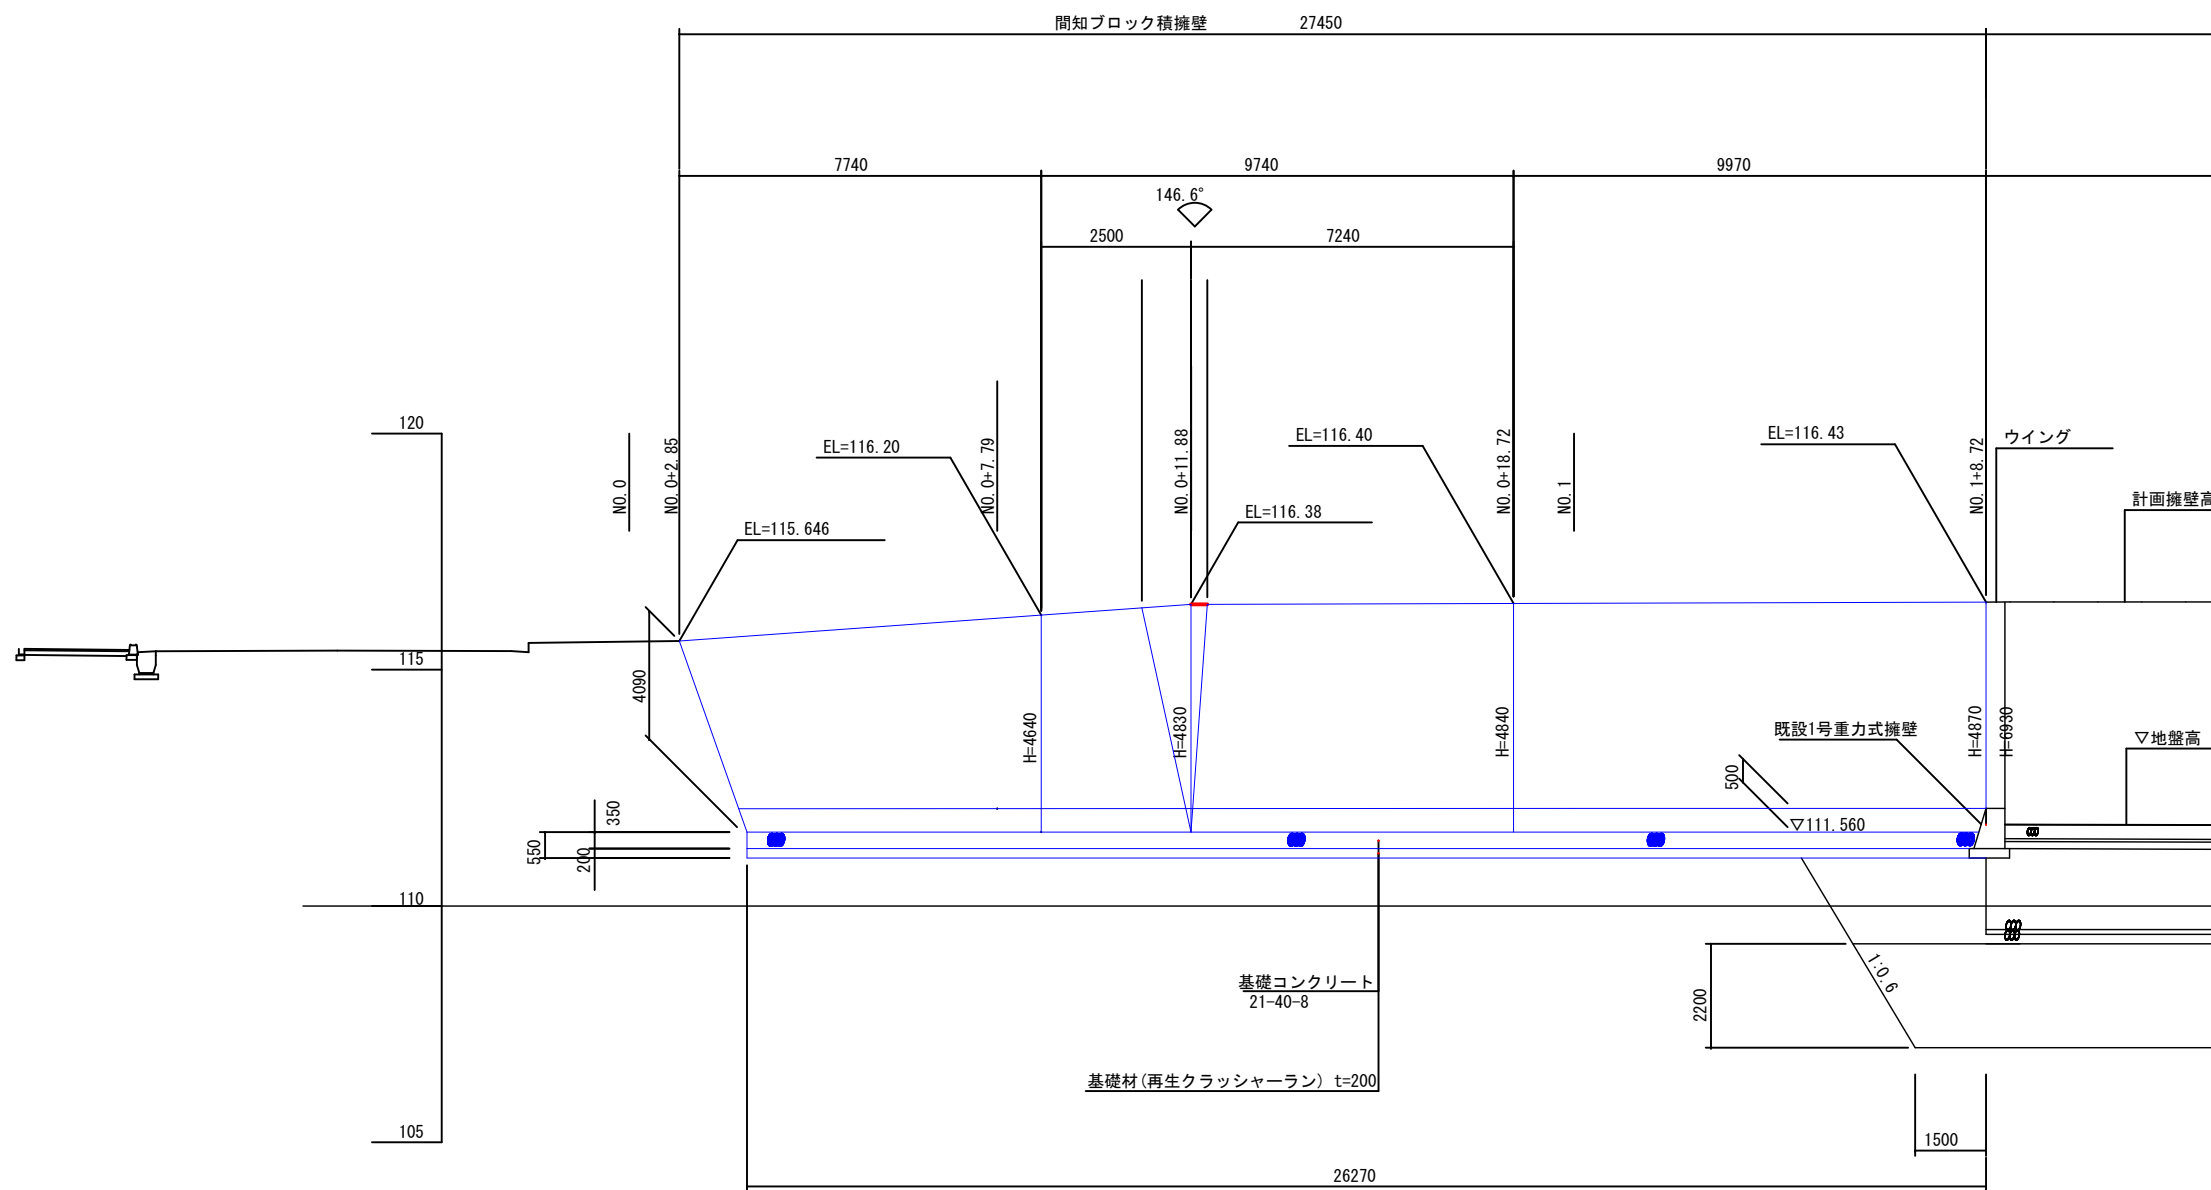 間知ブロック積擁壁 27450
7740 9740 9970
146.6°
2500 7240
120
NO.0
NO.0+2.85
EL=116.20
NO.0+7.79
NO.0+11.88
EL=116.40
NO.0+18.72
NO.1
EL=116.43
NO.1+8.72
ウイング
計画擁壁高
EL=115.646
EL=116.38
115
4090
H=4640
H=4830
H=4840
既設1号重力式擁壁
H=4870
H=6930
▽地盤高
500
350
▽111.560
550
200
110
1:0.6
基礎コンクリート
21-40-8
2200
基礎材(再生クラッシャーラン) t=200
105
1500
26270